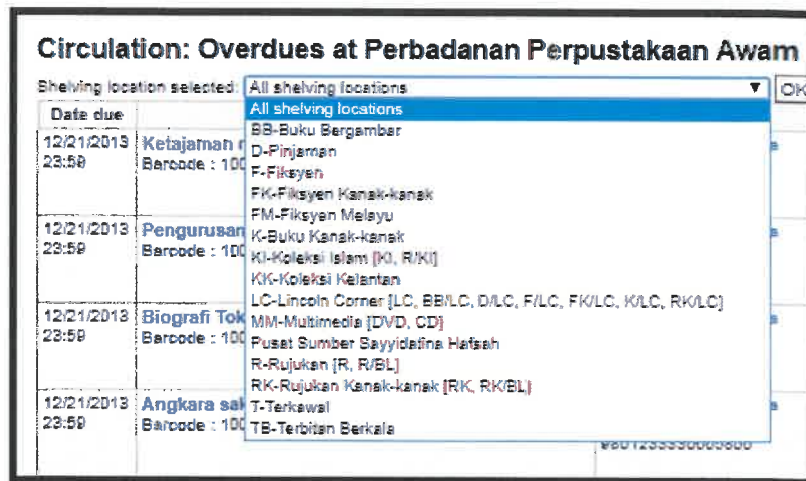 Circulation: Overdues at Perbadanan Perpustakaan Awam
Shelving location selected: All shelving locations ▼ OK
Date due
All shelving locations
BB-Buku Bergambar
D-Pinjaman
F-Fiksyen
FK-Fiksyen Kanak-kanak
FM-Fiksyen Melayu
K-Buku Kanak-kanak
KI-Koleksi Islam [KI, R/KI]
KK-Koleksi Kelantan
LC-Lincoln Corner [LC, BB/LC, D/LC, F/LC, FK/LC, K/LC, RK/LC]
MM-Multimedia [DVD, CD]
Pusat Sumber Sayyidatina Hafsah
R-Rujukan [R, R/BL]
RK-Rujukan Kanak-kanak [RK, RK/BL]
T-Terkawal
TB-Terbitan Berkala
12/21/2013 Ketajaman
23:59 Barcode : 100
12/21/2013 Pengurusan
23:59 Barcode : 100
12/21/2013 Biografi Tok
23:59 Barcode : 100
12/21/2013 Angkara sak
23:59 Barcode : 100